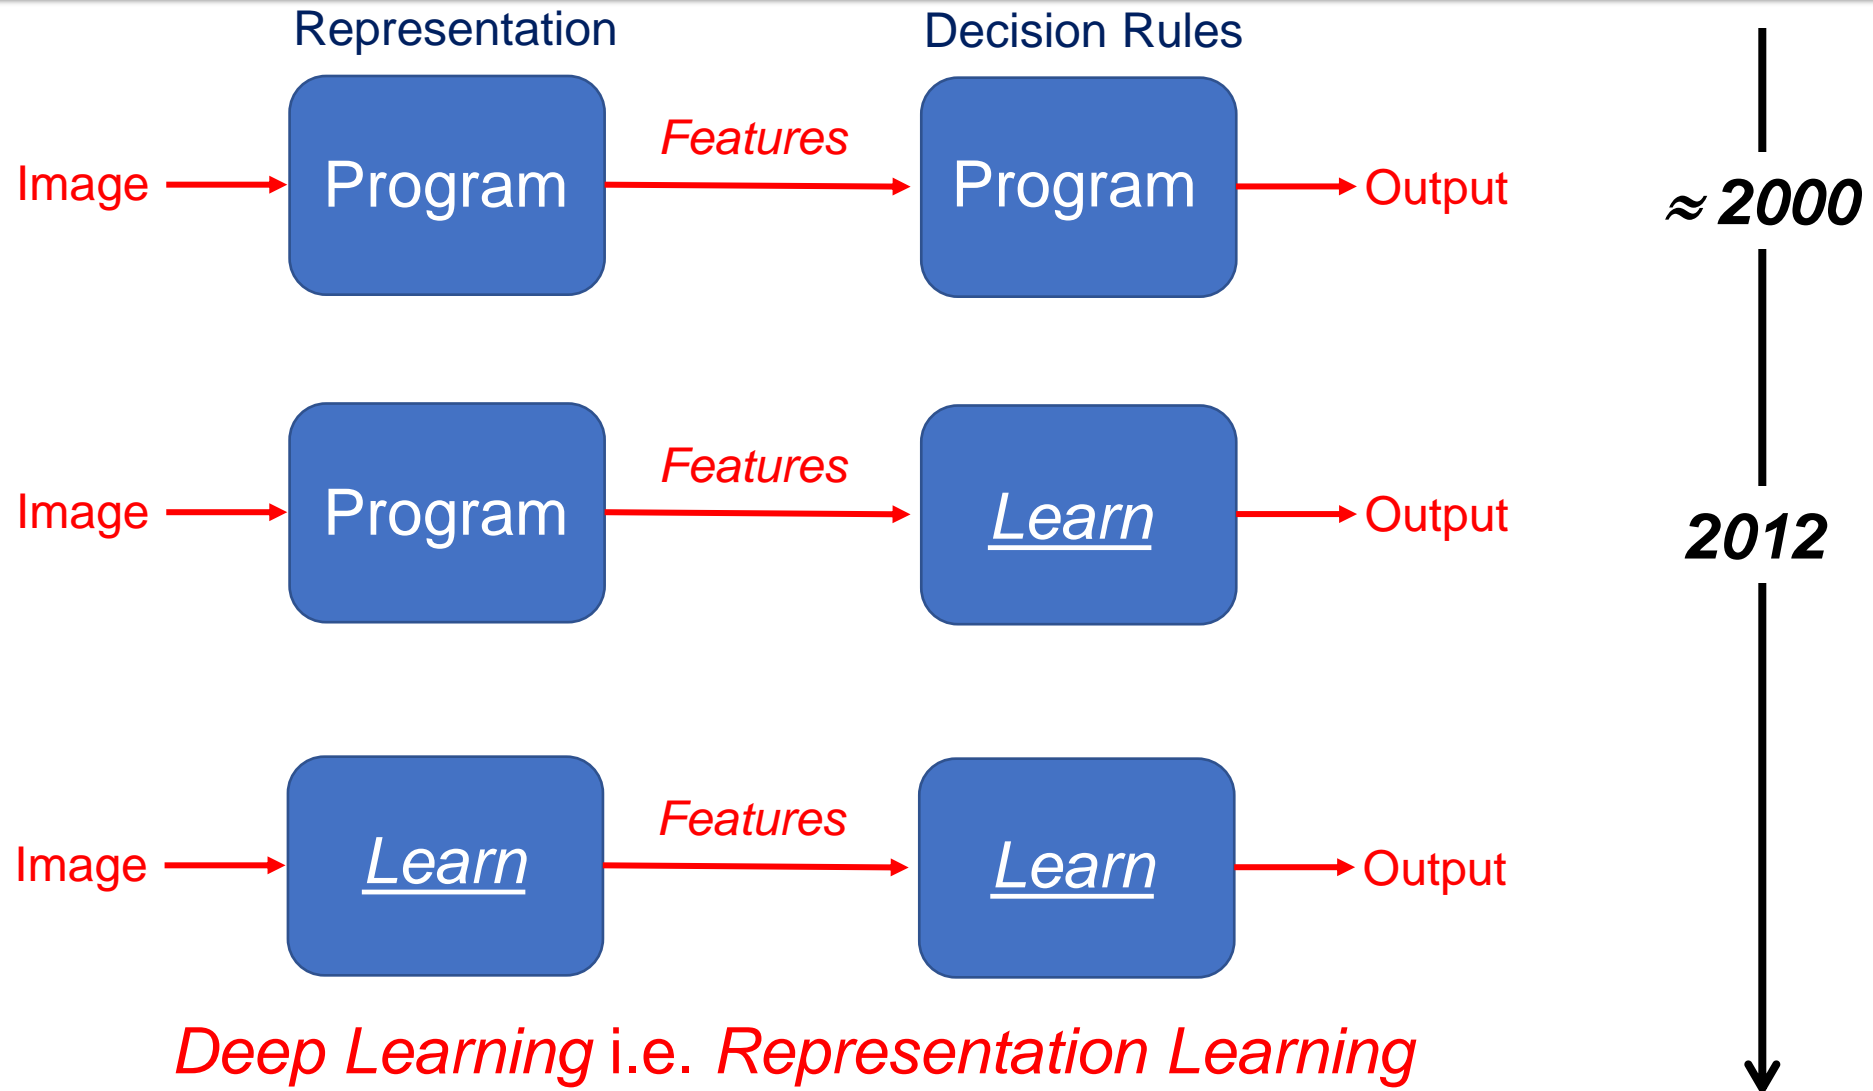 Representation
Decision Rules
Image
Program
Features
Program
Output
≈ 2000
Image
Program
Features
Learn
Output
2012
Image
Learn
Features
Learn
Output
Deep Learning i.e. Representation Learning